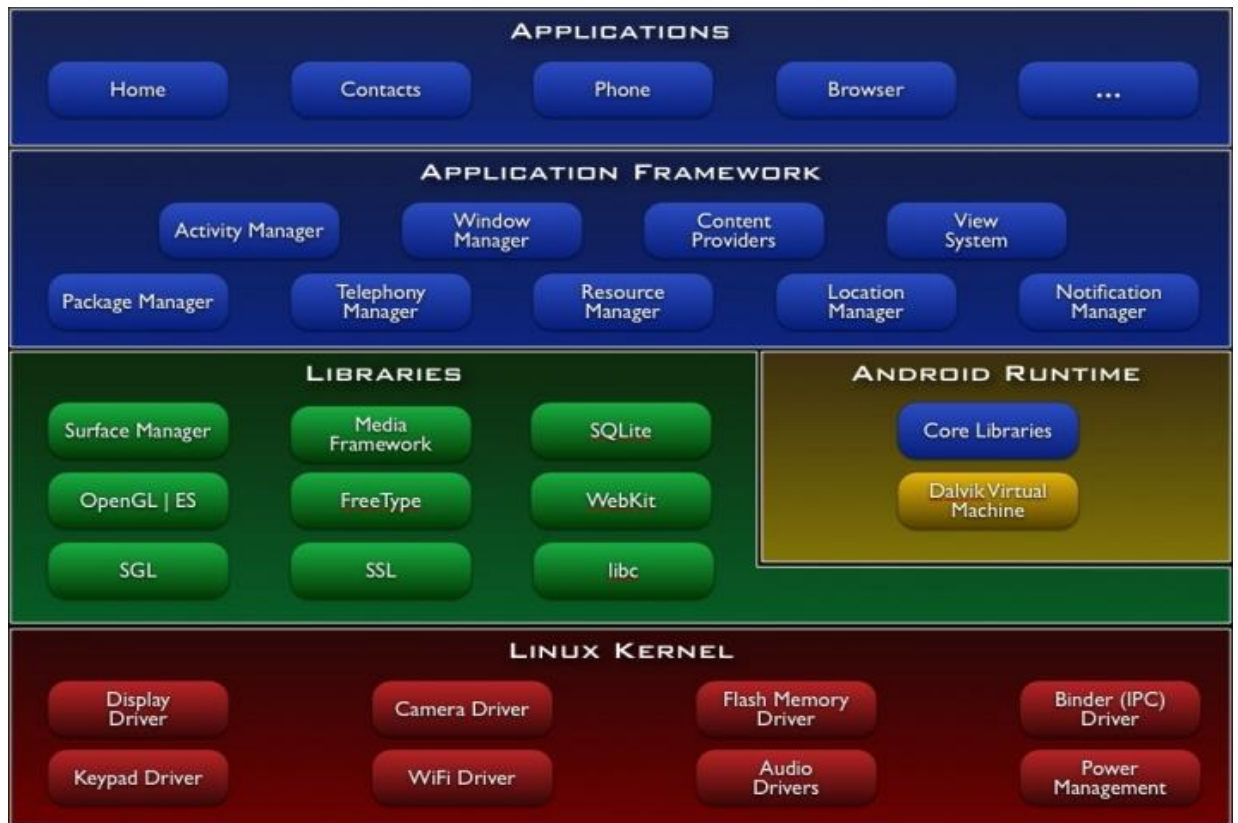 APPLICATIONS
Home
Contacts
Phone
Browser
...
APPLICATION FRAMEWORK
Activity Manager
Window
Manager
Content
Providers
View
System
Package Manager
Telephony
Manager
Resource
Manager
Location
Manager
Notification
Manager
LIBRARIES
Surface Manager
Media
Framework
SQLite
OpenGL | ES
FreeType
WebKit
SGL
SSL
libc
ANDROID RUNTIME
Core Libraries
Dalvik Virtual
Machine
LINUX KERNEL
Display
Driver
Camera Driver
Flash Memory
Driver
Binder (IPC)
Driver
Keypad Driver
WiFi Driver
Audio
Drivers
Power
Management